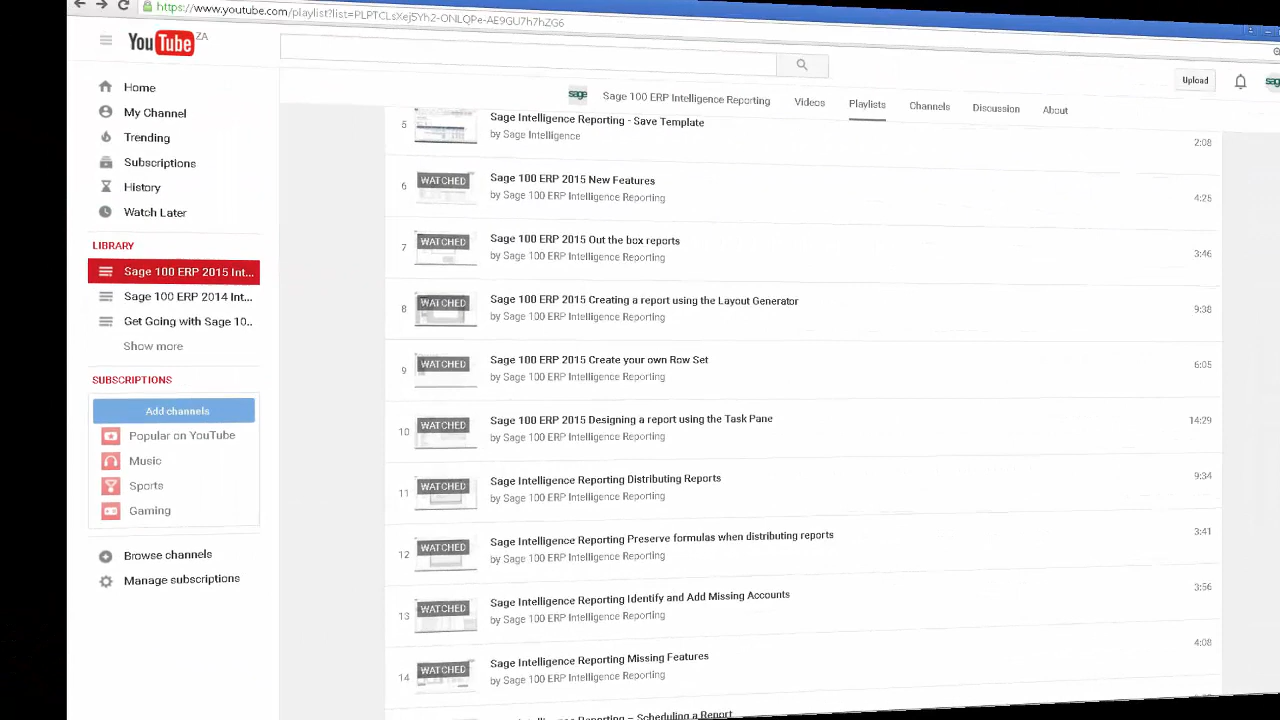 https://www.youtube.com/playlist?list=PLPTCLsXej5Yh2-ONLQPe-AE9GU7h7hZG6
YouTube ZA
Upload
sage Sage 100 ERP Intelligence Reporting Videos Playlists Channels Discussion About
Home
My Channel
Trending
Subscriptions
History
Watch Later
LIBRARY
Sage 100 ERP 2015 Int...
Sage 100 ERP 2014 Int...
Get Going with Sage 10..
Show more
SUBSCRIPTIONS
Add channels
Popular on YouTube
Music
Sports
Gaming
Browse channels
Manage subscriptions
5 Sage Intelligence Reporting - Save Template
by Sage Intelligence
2:08
6 WATCHED Sage 100 ERP 2015 New Features
by Sage 100 ERP Intelligence Reporting
4:25
7 WATCHED Sage 100 ERP 2015 Out the box reports
by Sage 100 ERP Intelligence Reporting
3:46
8 WATCHED Sage 100 ERP 2015 Creating a report using the Layout Generator
by Sage 100 ERP Intelligence Reporting
9:38
9 WATCHED Sage 100 ERP 2015 Create your own Row Set
by Sage 100 ERP Intelligence Reporting
6:05
10 WATCHED Sage 100 ERP 2015 Designing a report using the Task Pane
by Sage 100 ERP Intelligence Reporting
14:29
11 WATCHED Sage Intelligence Reporting Distributing Reports
by Sage 100 ERP Intelligence Reporting
9:34
12 WATCHED Sage Intelligence Reporting Preserve formulas when distributing reports
by Sage 100 ERP Intelligence Reporting
3:41
13 WATCHED Sage Intelligence Reporting Identify and Add Missing Accounts
by Sage 100 ERP Intelligence Reporting
3:56
14 WATCHED Sage Intelligence Reporting Missing Features
by Sage 100 ERP Intelligence Reporting
4:08
Sage Intelligence Reporting – Scheduling a Report